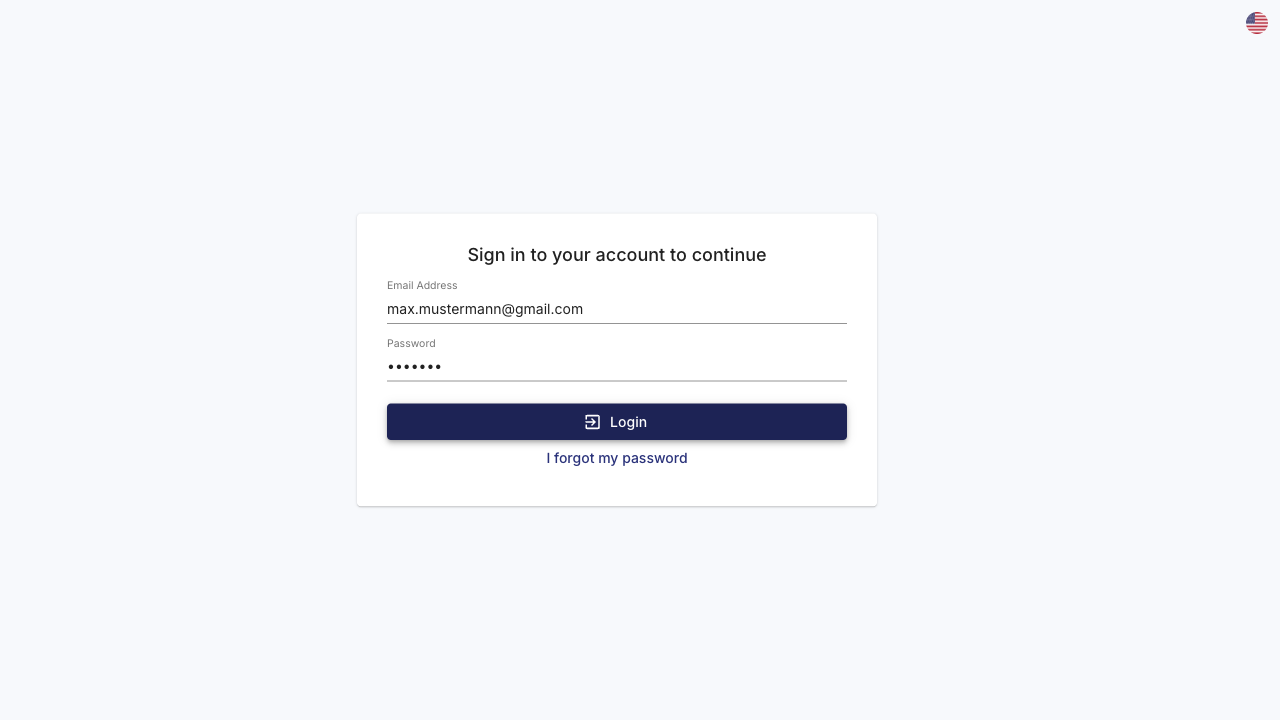 Sign in to your account to continue
Email Address
max.mustermann@gmail.com
Password
•••••••
Login
I forgot my password